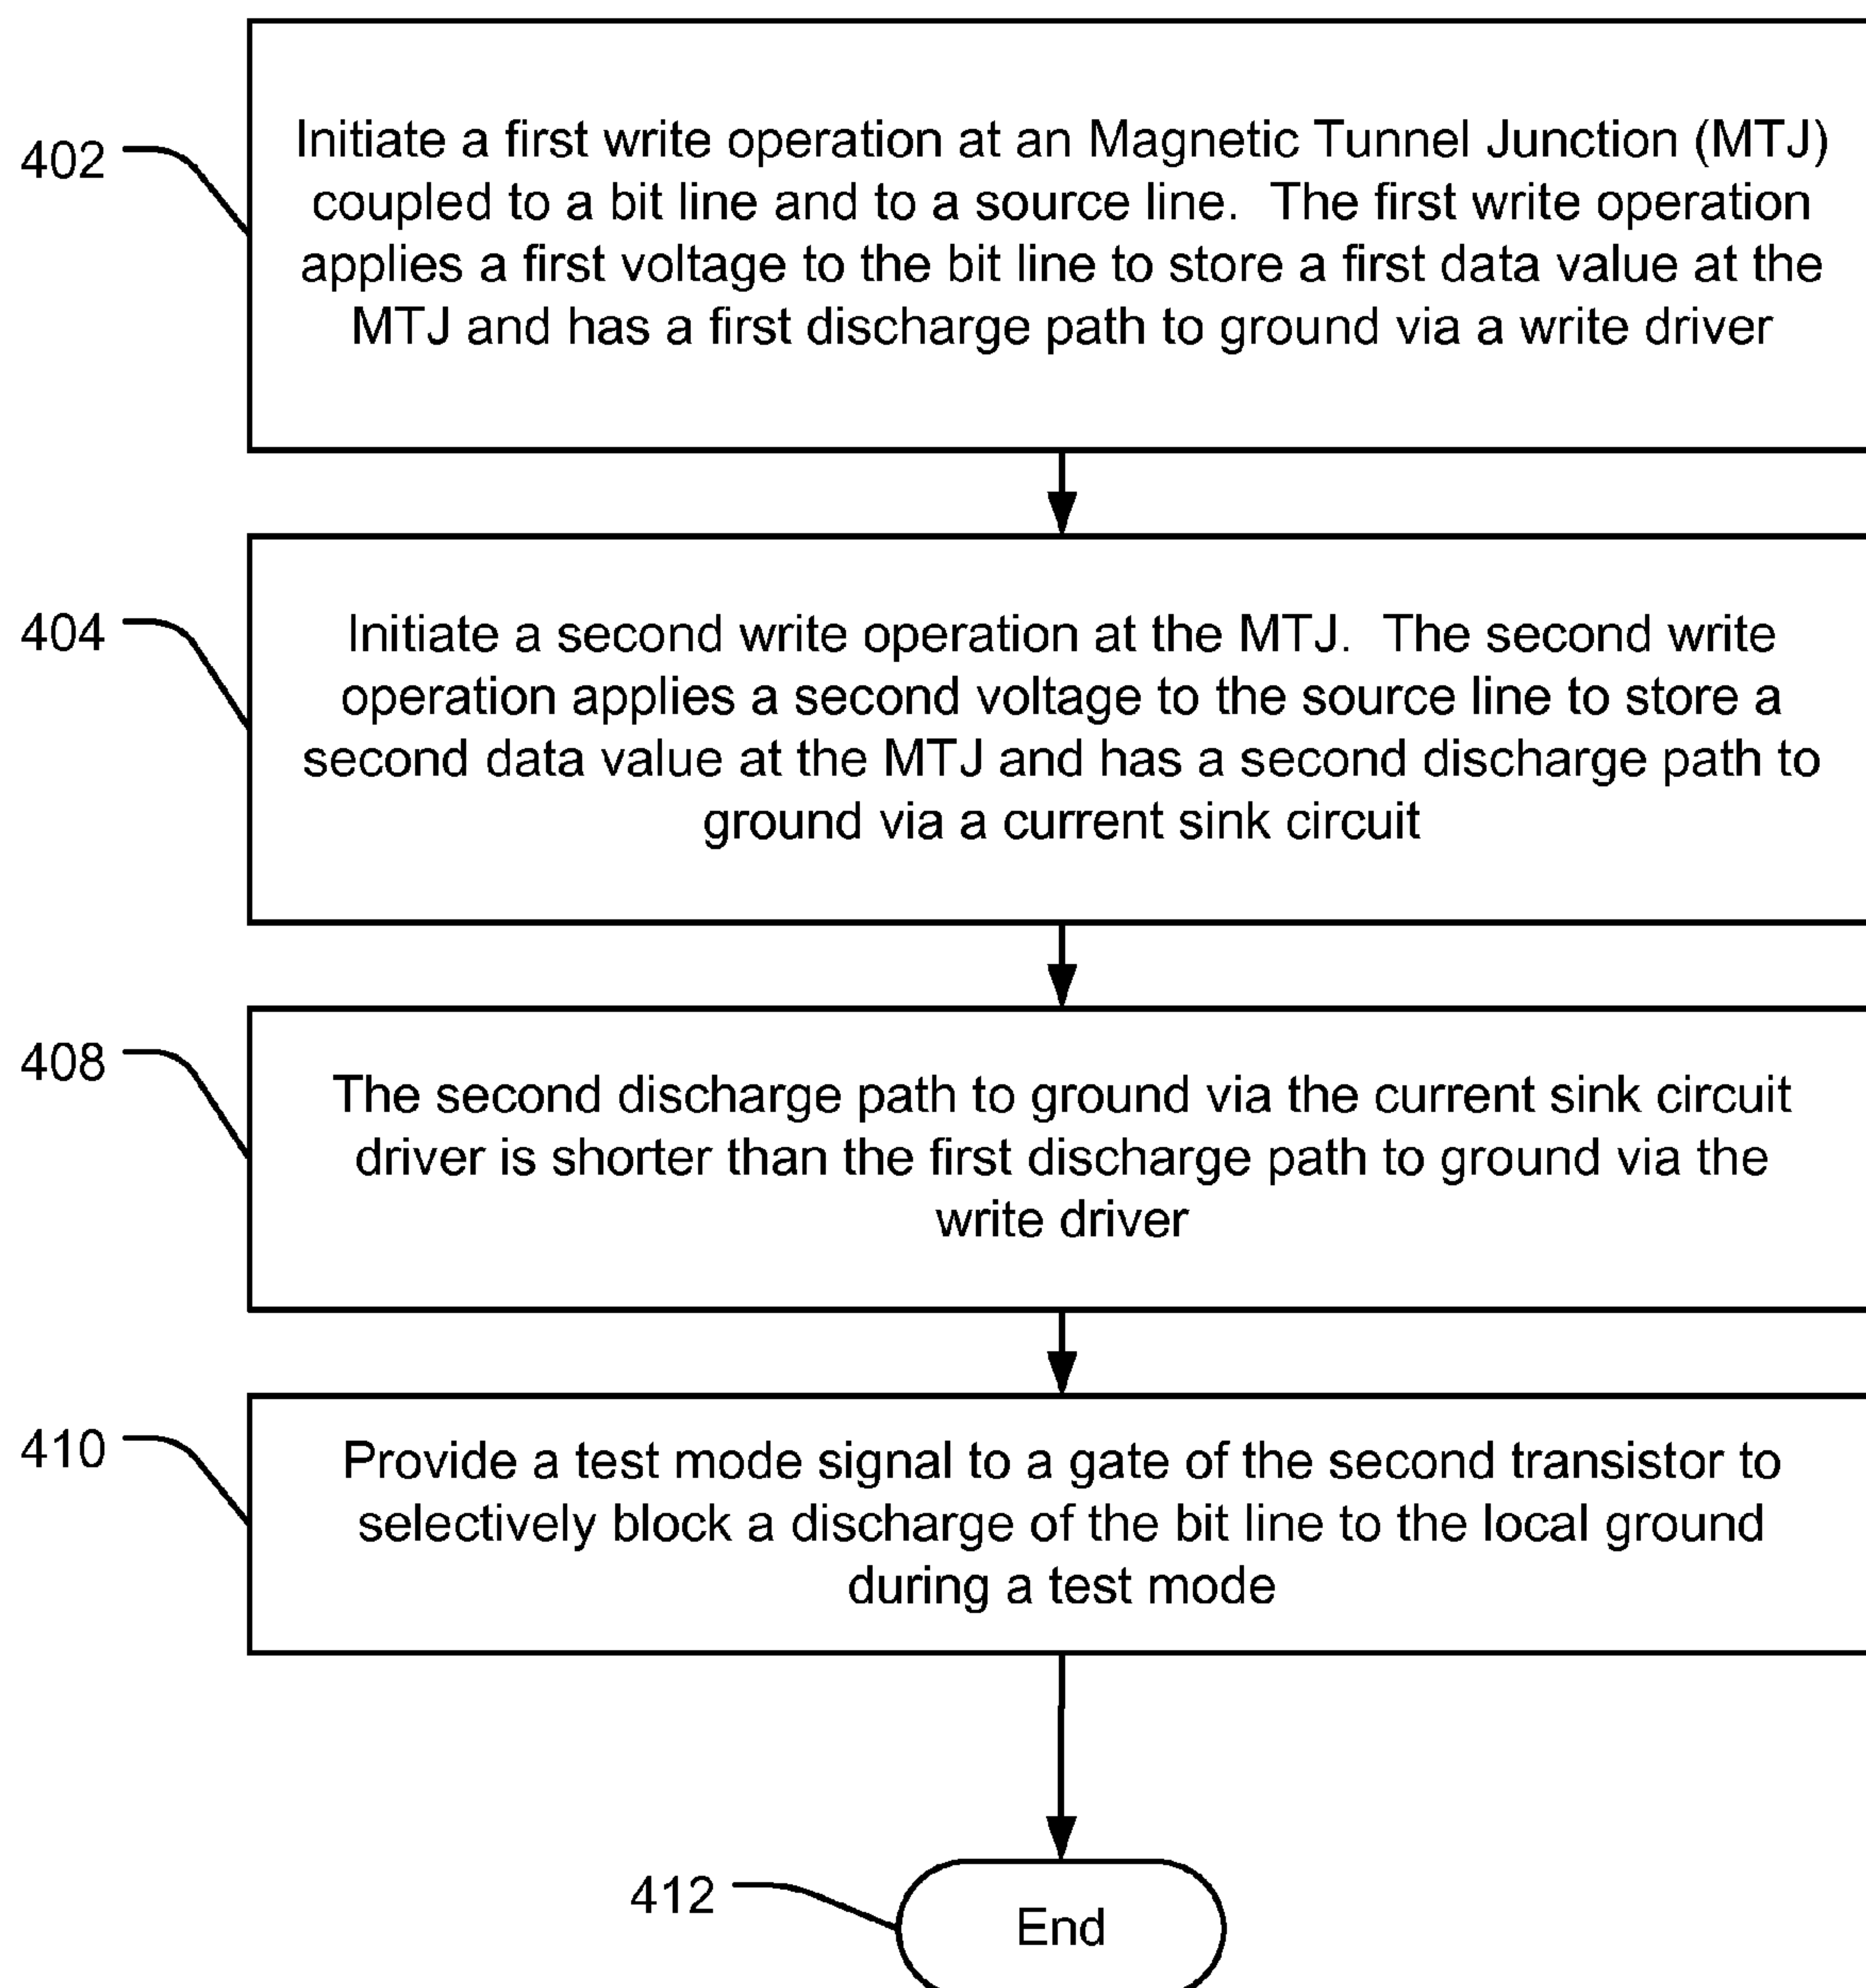 402
Initiate a first write operation at an Magnetic Tunnel Junction (MTJ)
coupled to a bit line and to a source line.  The first write operation
applies a first voltage to the bit line to store a first data value at the
MTJ and has a first discharge path to ground via a write driver
404
Initiate a second write operation at the MTJ.  The second write
operation applies a second voltage to the source line to store a
second data value at the MTJ and has a second discharge path to
ground via a current sink circuit
408
The second discharge path to ground via the current sink circuit
driver is shorter than the first discharge path to ground via the
write driver
410
Provide a test mode signal to a gate of the second transistor to
selectively block a discharge of the bit line to the local ground
during a test mode
412
End